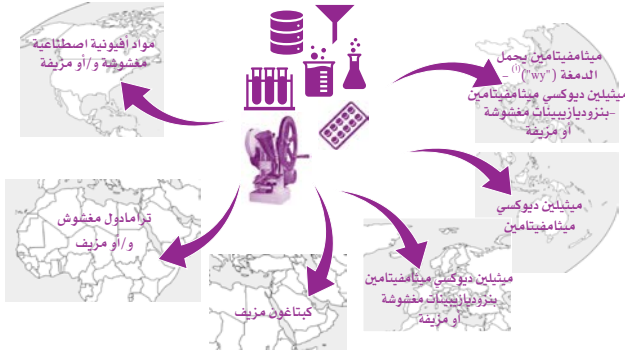 مواد افيونية اصطناعية
مغشوشة و/أو مزيفة
ميثامفيتامين يحمل
الدمغة ("wy")(أ) -
ميثيلين ديوكسي ميثامفيتامين
-بنزوديازيبينات مغشوشة
أو مزيفة
ميثيلين ديوكسي
ميثامفيتامين
ترامادول مغشوش
و/أو مزيف
كبتاغون مزيف
ميثيلين ديوكسي ميثامفيتامين
بنزوديازيبينات مغشوشة
أو مزيفة